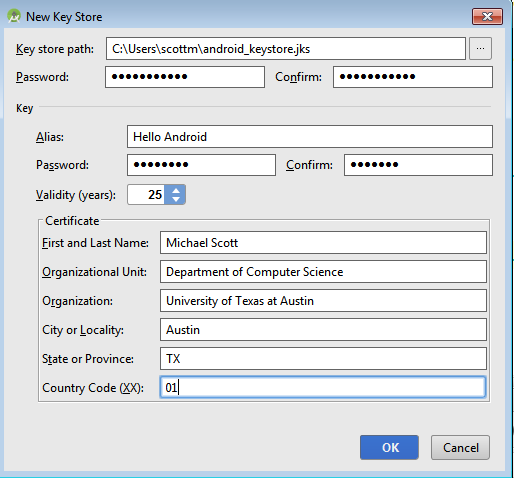 New Key Store
Key store path: C:\Users\scottm\android_keystore.jks ...
Password: ●●●●●●●●●●● Confirm: ●●●●●●●●●●●
Key
Alias: Hello Android
Password: ●●●●●●●● Confirm: ●●●●●●●
Validity (years): 25
Certificate
First and Last Name: Michael Scott
Organizational Unit: Department of Computer Science
Organization: University of Texas at Austin
City or Locality: Austin
State or Province: TX
Country Code (XX): 01
OK Cancel